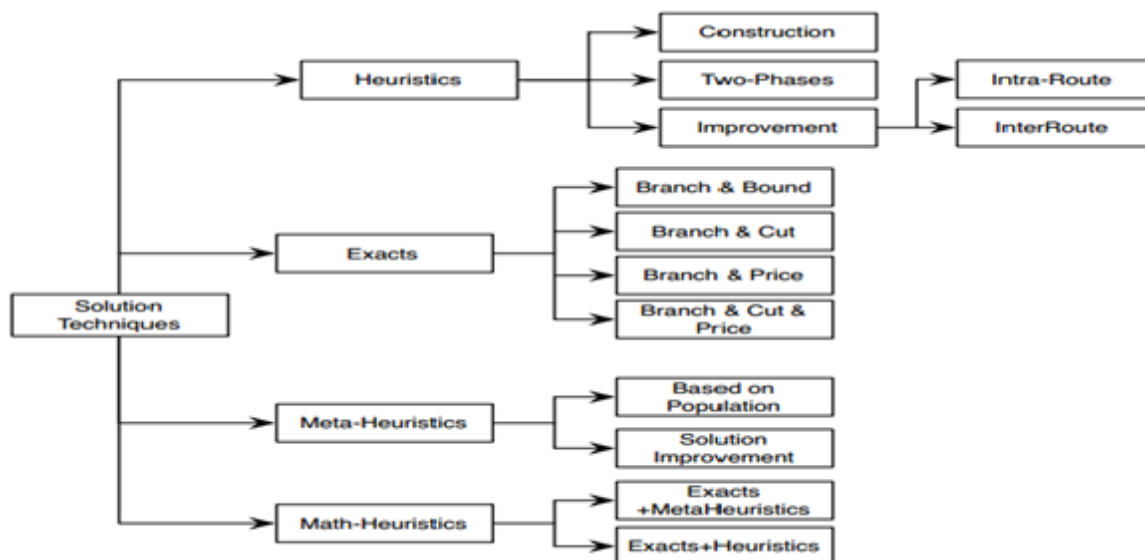 Construction
Heuristics
Two-Phases
Intra-Route
Improvement
InterRoute
Branch & Bound
Branch & Cut
Exacts
Branch & Price
Solution
Techniques
Branch & Cut &
Price
Based on
Population
Meta-Heuristics
Solution
Improvement
Exacts
+MetaHeuristics
Math-Heuristics
Exacts+Heuristics